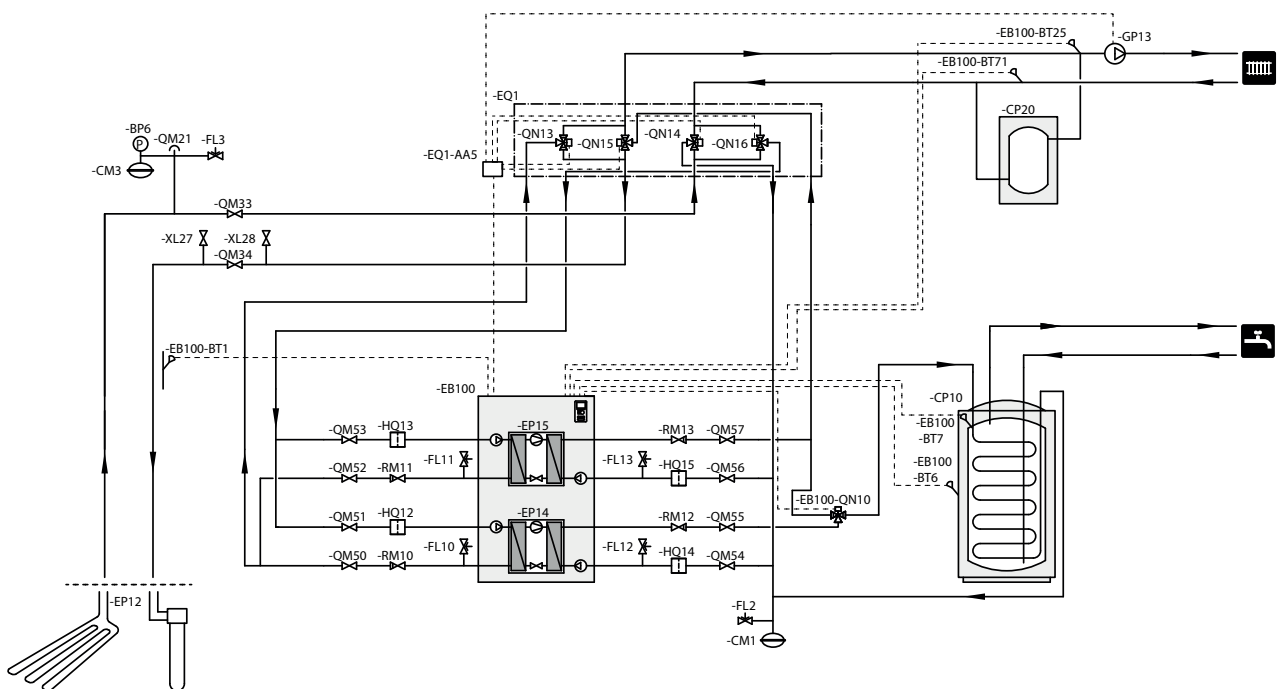 -EB100-BT25
-GP13
-EB100-BT71
-EQ1
-CP20
-BP6
-QM21
-FL3
P
-QN13
-QN15
-QN14
-QN16
-EQ1-AA5
-CM3
-QM33
-XL27
-XL28
-QM34
-EB100-BT1
-EB100
-CP10
-EB100
-BT7
-EB100
-BT6
-QM53
-HQ13
-EP15
-RM13
-QM57
-QM52
-RM11
-FL11
-FL13
-HQ15
-QM56
-EB100-QN10
-QM51
-HQ12
-EP14
-RM12
-QM55
-QM50
-RM10
-FL10
-FL12
-HQ14
-QM54
-EP12
-FL2
-CM1